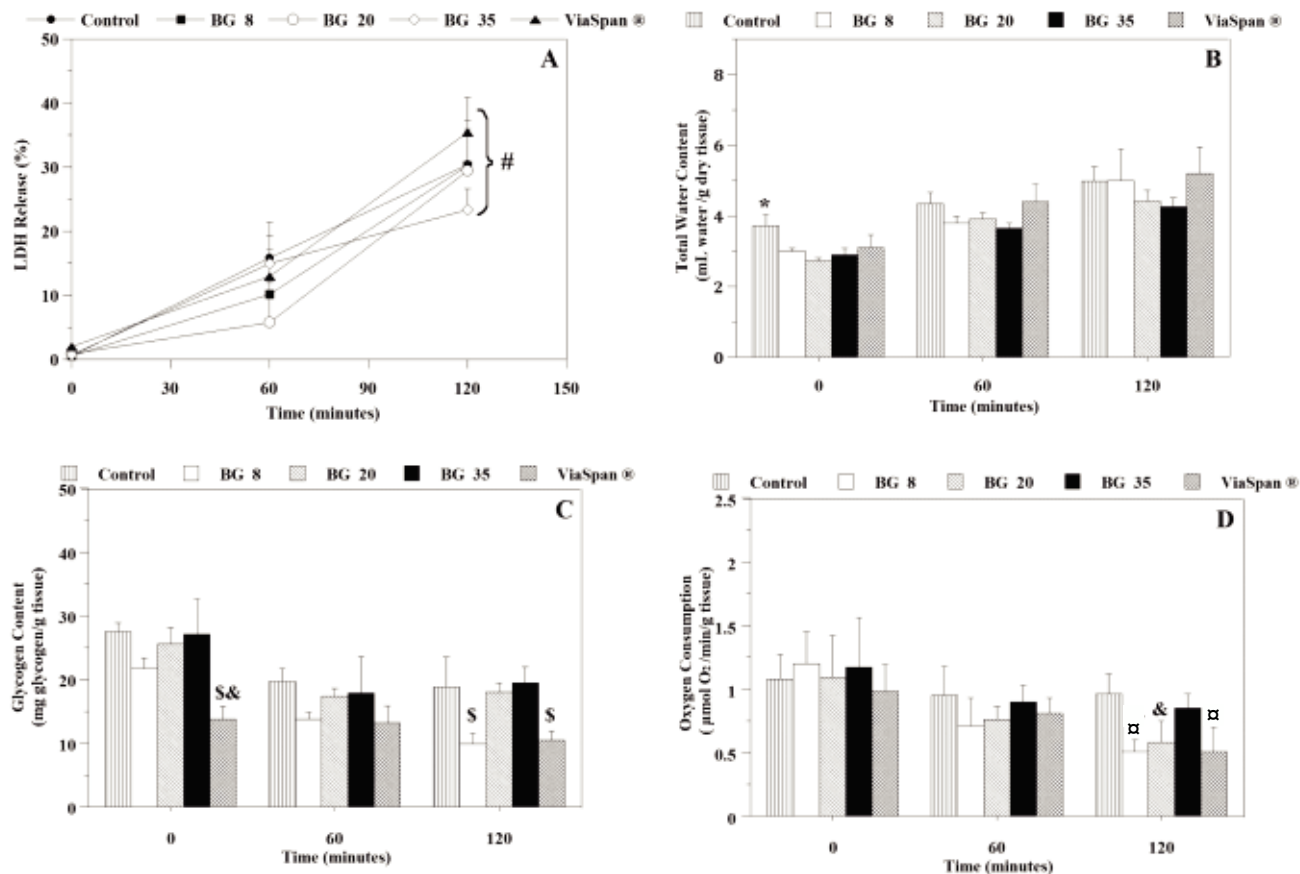 Control BG 8 BG 20 BG 35 ViaSpan ®
50
40
30
20
10
0
LDH Release (%)
A
#
0 30 60 90 120 150
Time (minutes)
Control BG 8 BG 20 BG 35 ViaSpan ®
8
6
4
2
0
Total Water Content
(mL water /g dry tissue)
B
*
0 60 120
Time (minutes)
Control BG 8 BG 20 BG 35 ViaSpan ®
50
40
30
20
10
0
Glycogen Content
(mg glycogen/g tissue)
C
$& $ $
0 60 120
Time (minutes)
Control BG 8 BG 20 BG 35 ViaSpan ®
2.5
2
1.5
1
0.5
0
Oxygen Consumption
( µmol O₂ /min/g tissue)
D
¤ & ¤
0 60 120
Time (minutes)